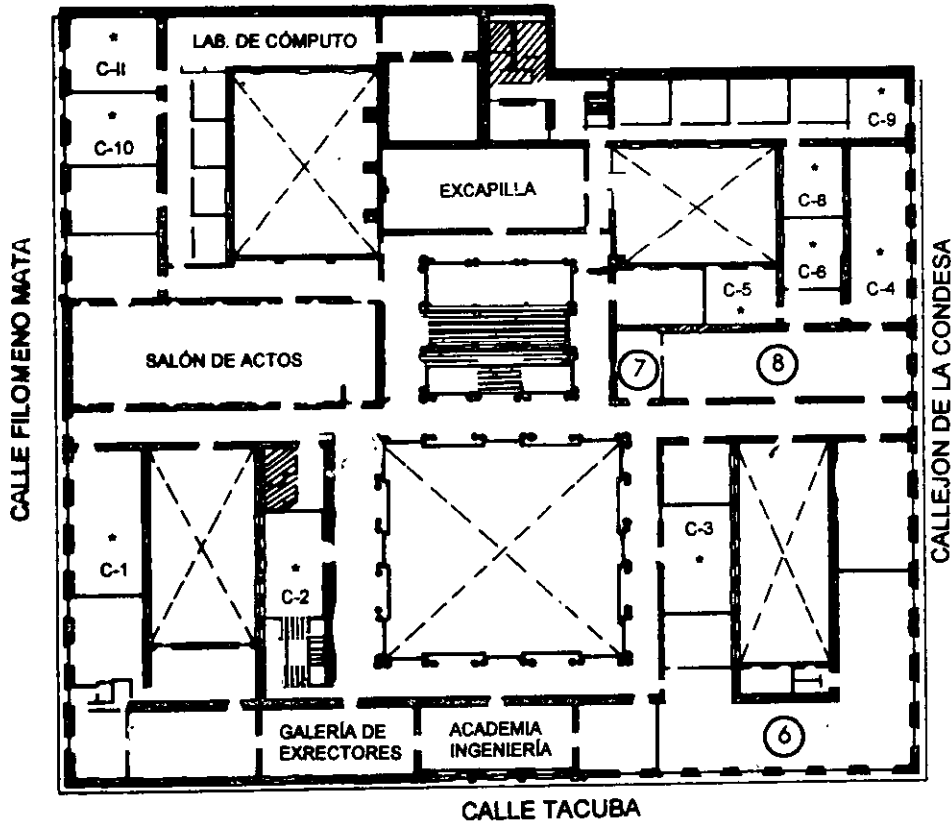 LAB. DE CÓMPUTO
*
C-II
*
C-10
*
C-9
EXCAPILLA
*
C-8
*
C-6
*
C-4
C-5
*
SALÓN DE ACTOS
7
8
CALLE FILOMENO MATA
CALLEJON DE LA CONDESA
*
C-1
*
C-2
C-3
*
GALERÍA DE
EXRECTORES
ACADEMIA
INGENIERÍA
6
CALLE TACUBA